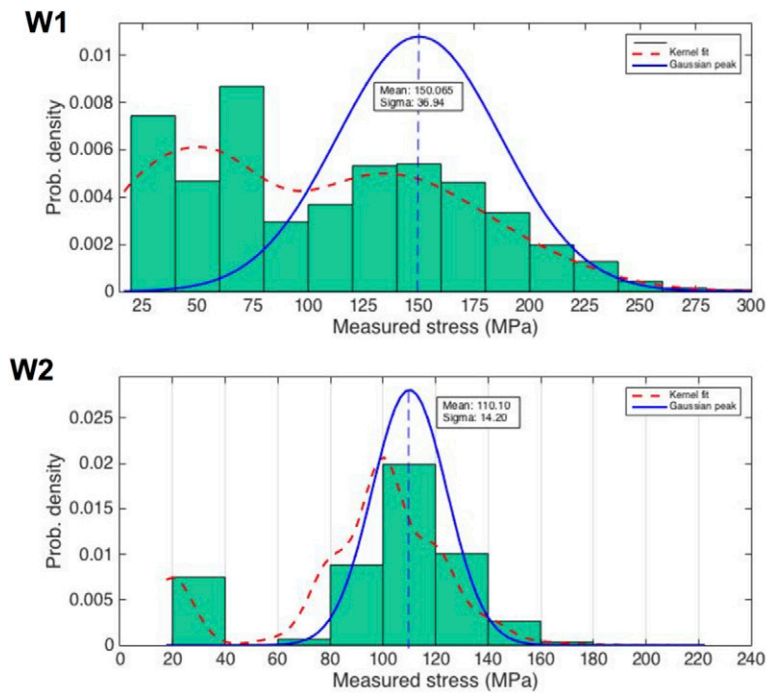 W1
0.01
0.008
0.006
0.004
0.002
0
Prob. density
Mean: 150.065
Sigma: 36.94
Kernel fit
Gaussian peak
25 50 75 100 125 150 175 200 225 250 275 300
Measured stress (MPa)
W2
0.025
0.02
0.015
0.01
0.005
0
Prob. density
Mean: 110.10
Sigma: 14.20
Kernel fit
Gaussian peak
0 20 40 60 80 100 120 140 160 180 200 220 240
Measured stress (MPa)